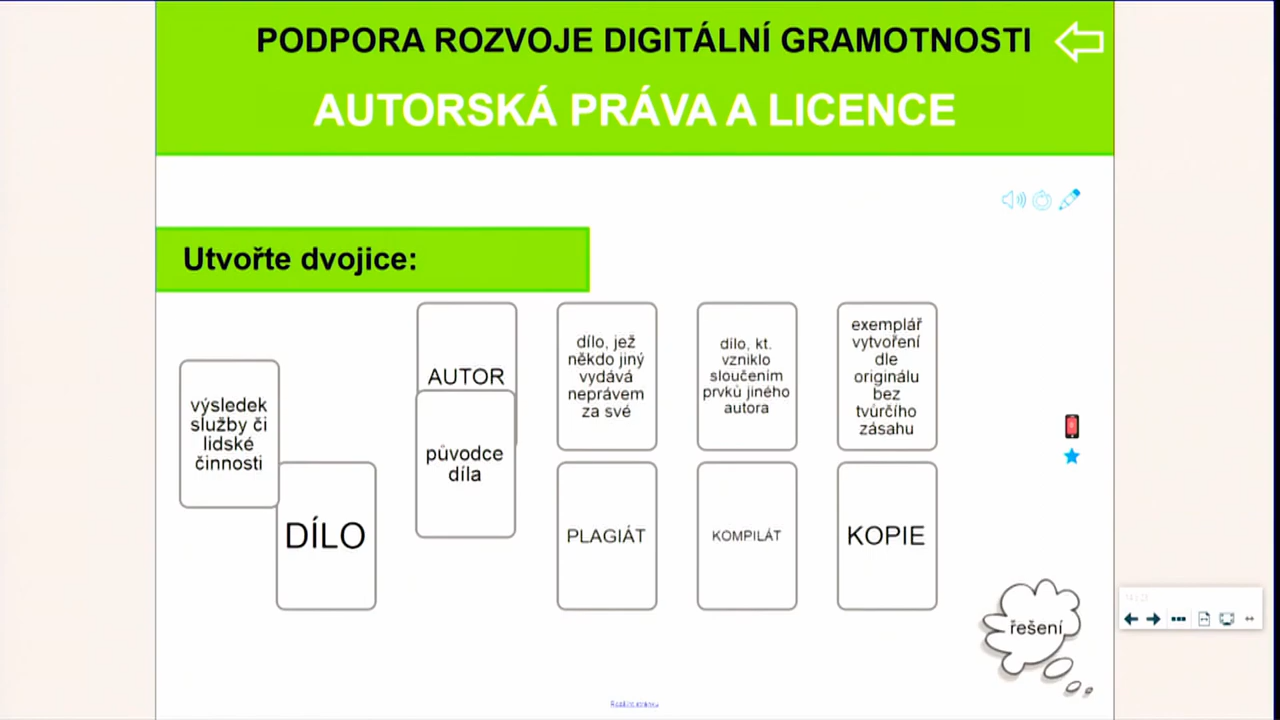 PODPORA ROZVOJE DIGITÁLNÍ GRAMOTNOSTI
AUTORSKÁ PRÁVA A LICENCE
Utvořte dvojice:
výsledek
služby či
lidské
činnosti
DÍLO
AUTOR
původce
díla
dílo, jež
někdo jiný
vydává
neprávem
za své
PLAGIÁT
dílo, kt.
vzniklo
sloučením
prvků jiného
autora
KOMPILÁT
exemplář
vytvoření
dle
originálu
bez
tvůrčího
zásahu
KOPIE
řešení